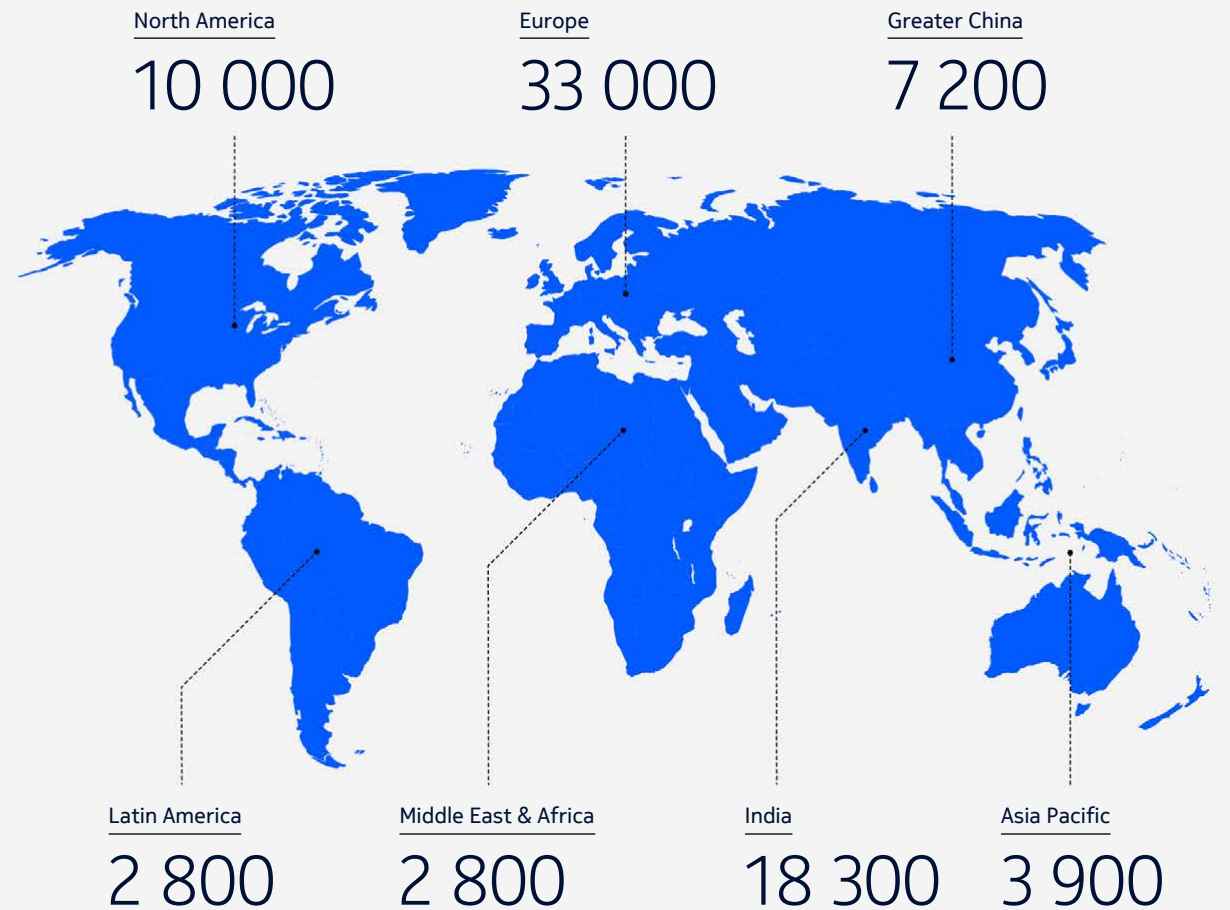 North America
10 000
Europe
33 000
Greater China
7 200
Latin America
2 800
Middle East & Africa
2 800
India
18 300
Asia Pacific
3 900